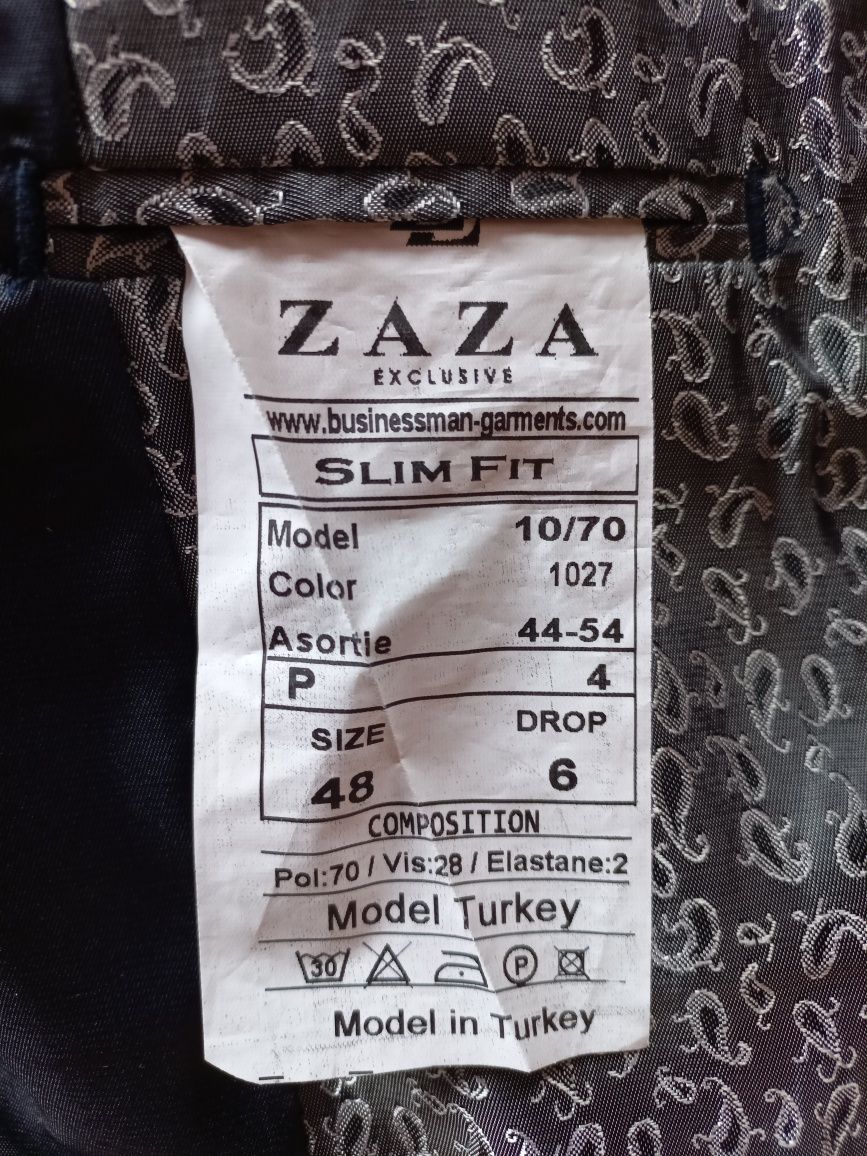 ZAZA
EXCLUSIVE
www.businessman-garments.com
SLIM FIT
Model 10/70
Color 1027
Asortie 44-54
P 4
SIZE DROP
48 6
COMPOSITION
Pol:70 / Vis:28 / Elastane:2
Model Turkey
30 P
Model in Turkey